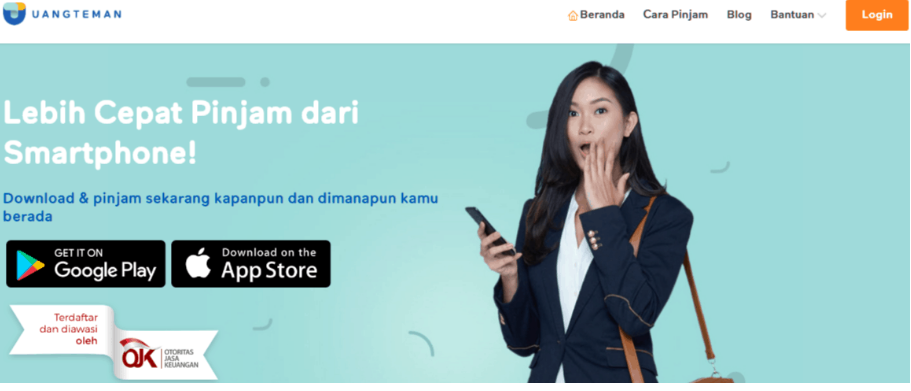 UANGTEMAN
Beranda
Cara Pinjam
Blog
Bantuan
Login
Lebih Cepat Pinjam dari
Smartphone!
Download & pinjam sekarang kapanpun dan dimanapun kamu
berada
GET IT ON
Google Play
Download on the
App Store
Terdaftar
dan diawasi
oleh
OJK
OTORITAS
JASA
KEUANGAN